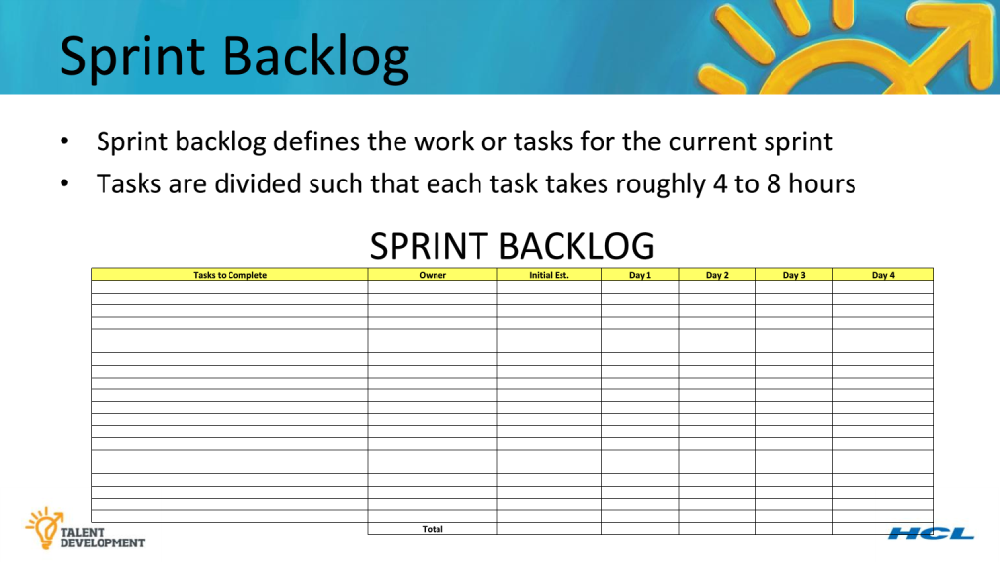 Sprint Backlog
• Sprint backlog defines the work or tasks for the current sprint
• Tasks are divided such that each task takes roughly 4 to 8 hours
SPRINT BACKLOG
Tasks to Complete Owner Initial Est. Day 1 Day 2 Day 3 Day 4
Total
TALENT
DEVELOPMENT
HCL